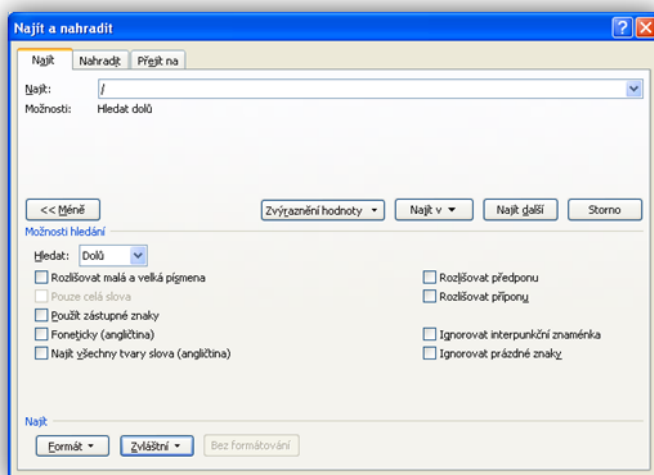 Najít a nahradit
Najít Nahradit Přejít na
Najít: /
Možnosti: Hledat dolů
<< Méně Zvýraznění hodnoty Najít v Najít další Storno
Možnosti hledání
Hledat: Dolů
Rozlišovat malá a velká písmena Rozlišovat předponu
Pouze celá slova Rozlišovat příponu
Použít zástupné znaky
Foneticky (angličtina) Ignorovat interpunkční znaménka
Najít všechny tvary slova (angličtina) Ignorovat prázdné znaky
Najít
Formát Zvláštní Bez formátování